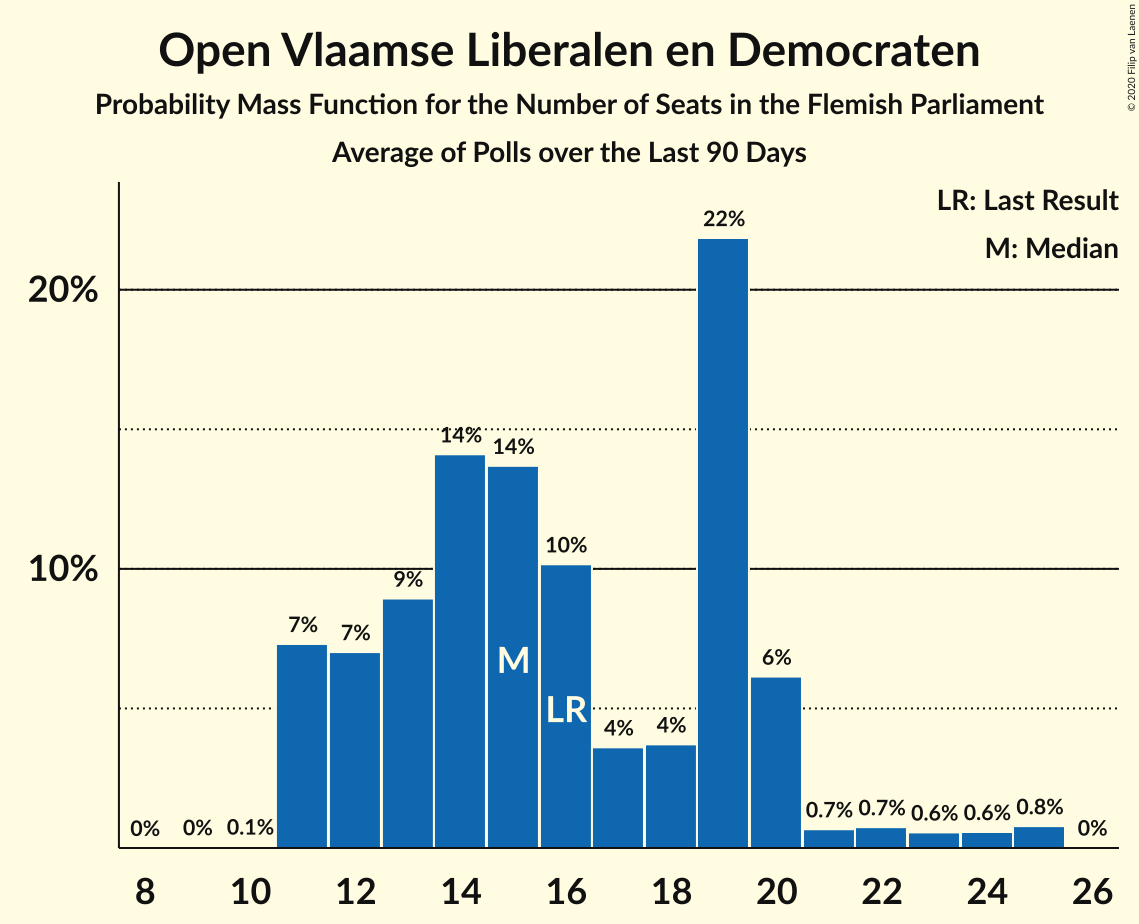 Open Vlaamse Liberalen en Democraten
Probability Mass Function for the Number of Seats in the Flemish Parliament
Average of Polls over the Last 90 Days
© 2020 Filip van Laenen
LR: Last Result
M: Median
20%
10%
0%
0%
0.1%
7%
7%
9%
14%
14%
10%
4%
4%
22%
6%
0.7%
0.7%
0.6%
0.6%
0.8%
0%
M
LR
8 10 12 14 16 18 20 22 24 26